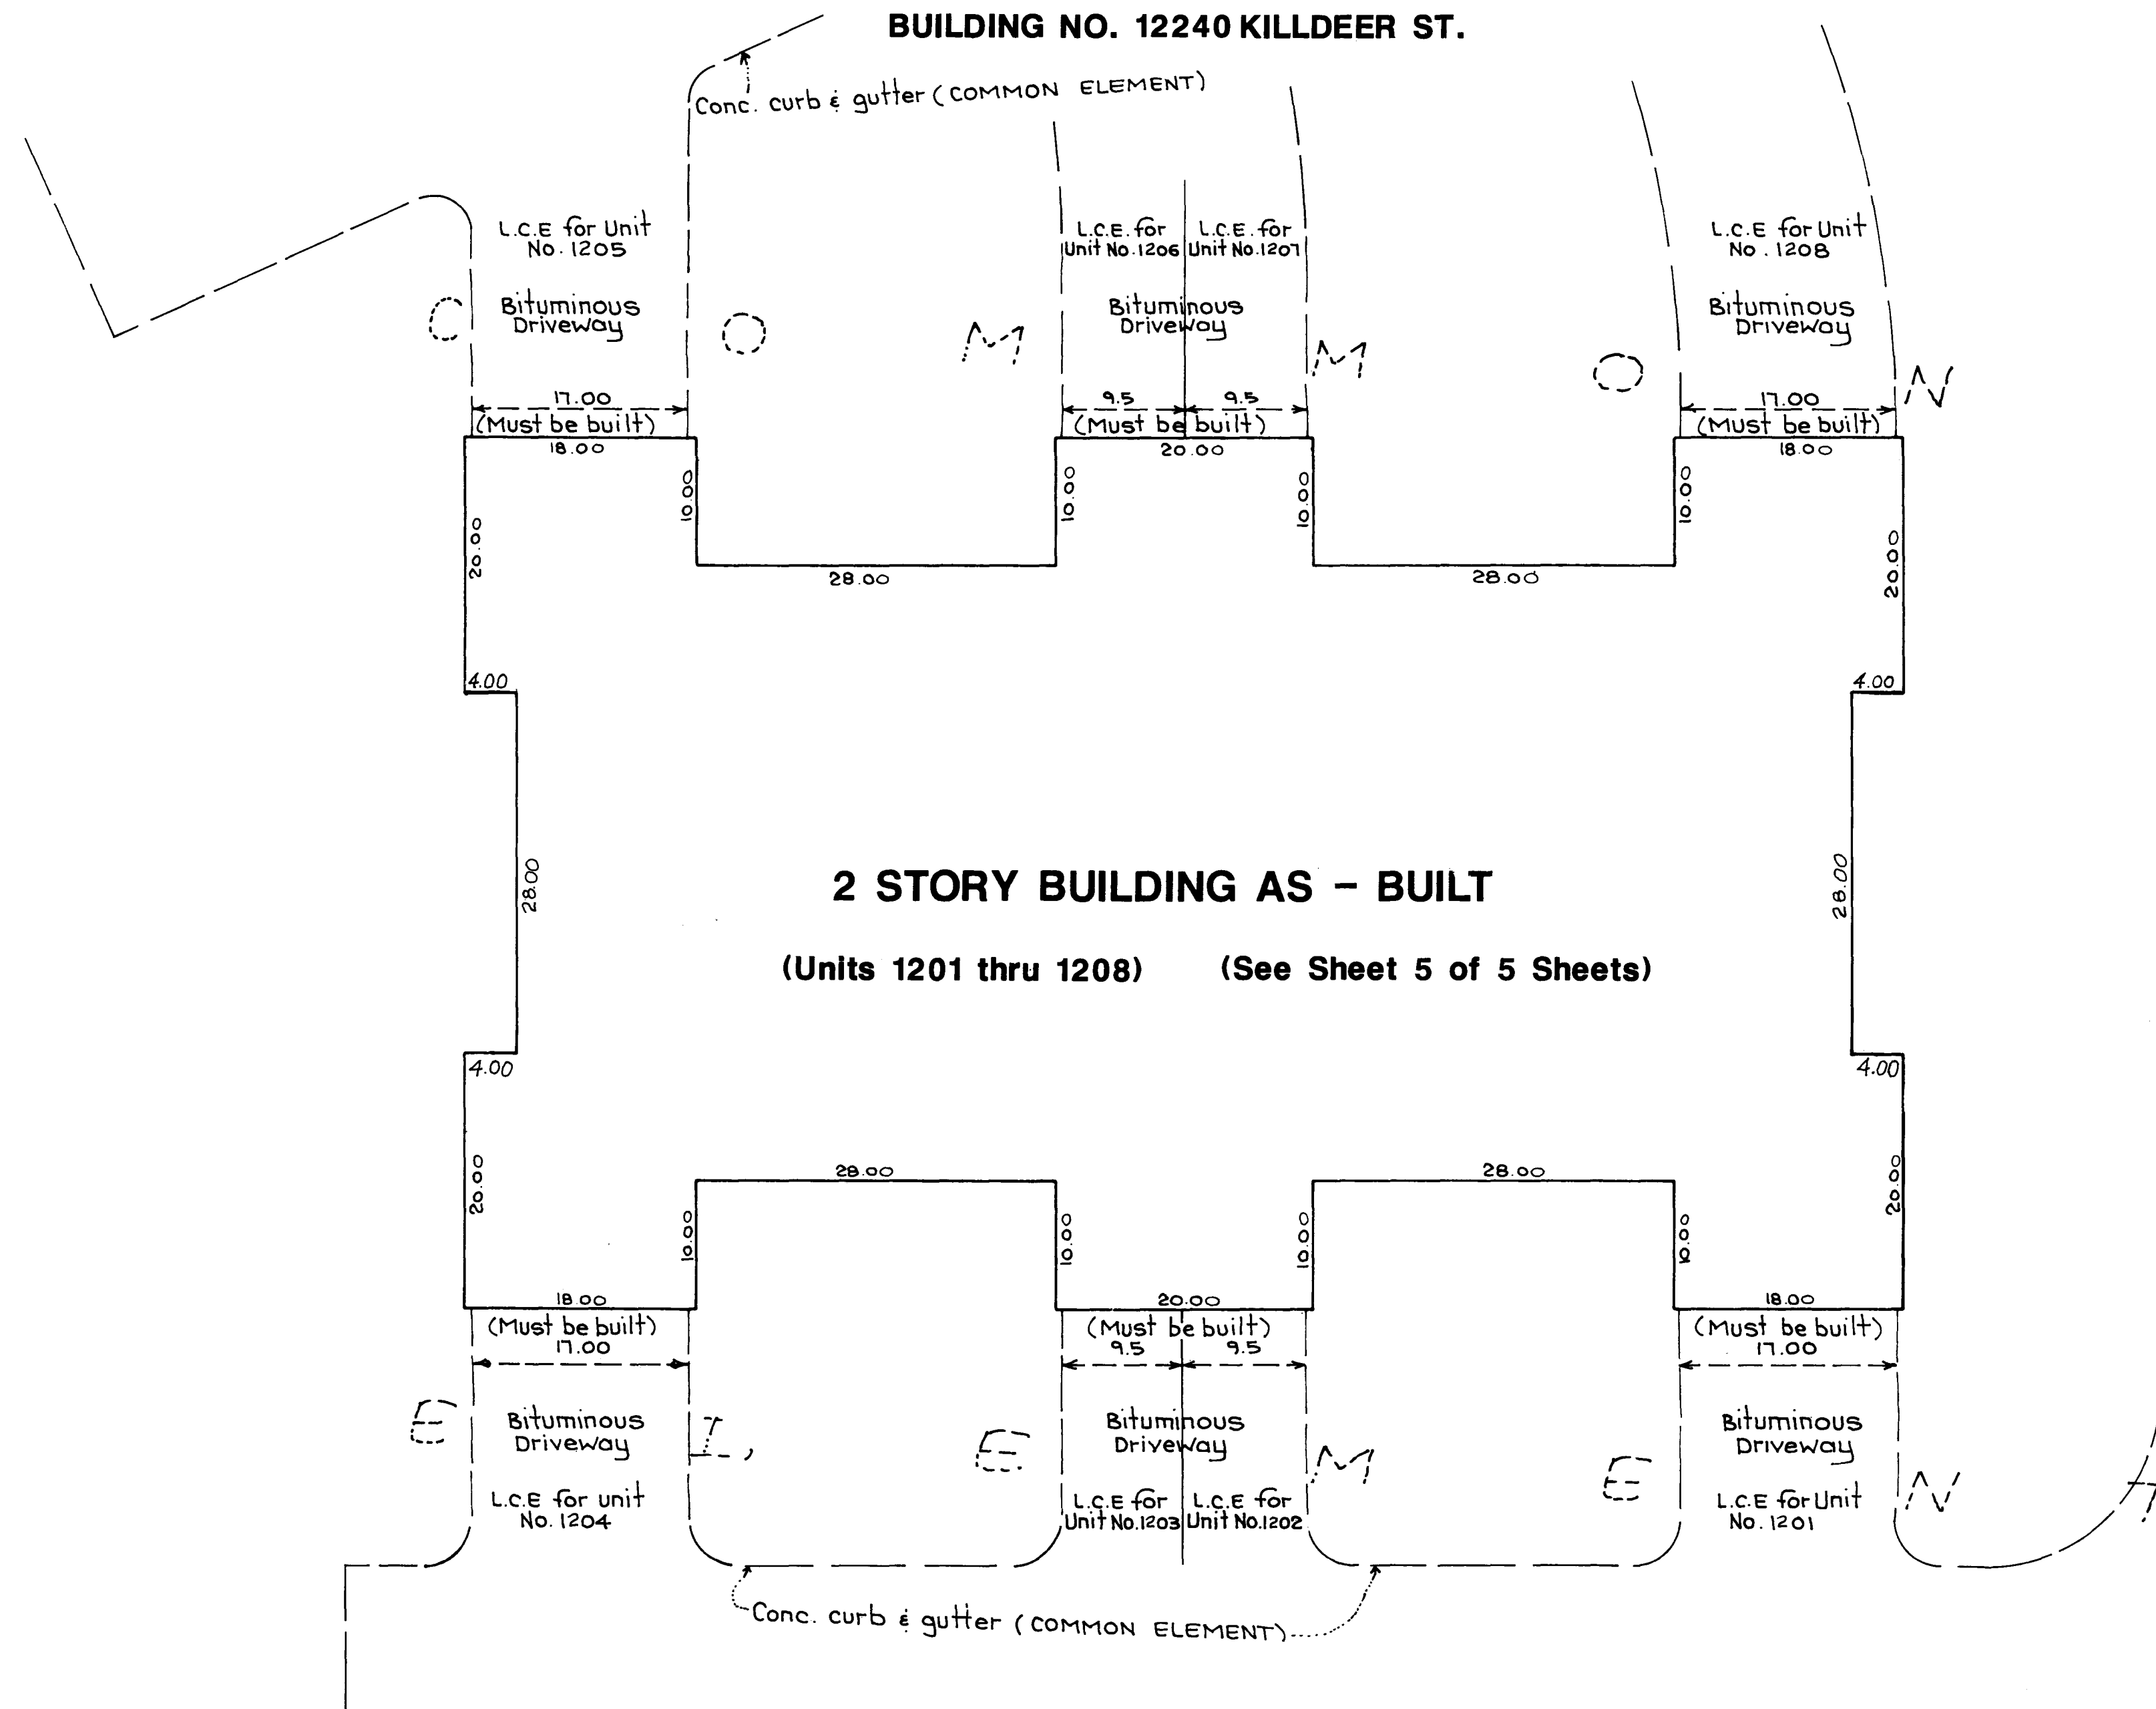 BUILDING NO. 12240 KILLDEER ST.
Conc. curb & gutter (COMMON ELEMENT)
L.C.E for Unit
No. 1205
L.C.E. for
Unit No. 1206
L.C.E. for
Unit No. 1207
L.C.E for Unit
No. 1208
Bituminous
Driveway
Bituminous
Driveway
Bituminous
Driveway
C O M M O N
17.00
(Must be built)
18.00
9.5 9.5
(Must be built)
20.00
17.00
(Must be built)
18.00
10.00
10.00
10.00
10.00
20.00
20.00
28.00
28.00
4.00
4.00
28.00
28.00
2 STORY BUILDING AS - BUILT
(Units 1201 thru 1208) (See Sheet 5 of 5 Sheets)
4.00
4.00
28.00
28.00
20.00
20.00
10.00
10.00
10.00
10.00
18.00
(Must be built)
17.00
20.00
(Must be built)
9.5 9.5
18.00
(Must be built)
17.00
E L E M E N T
Bituminous
Driveway
Bituminous
Driveway
Bituminous
Driveway
L.C.E for unit
No. 1204
L.C.E for
Unit No. 1203
L.C.E for
Unit No. 1202
L.C.E for Unit
No. 1201
Conc. curb & gutter (COMMON ELEMENT)